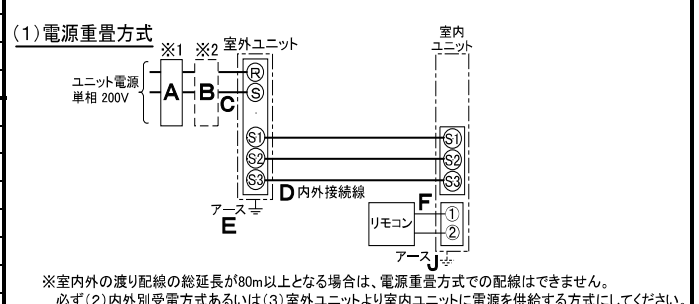 (1)電源重畳方式
※1
※2
室外ユニット
室内
ユニット
ユニット電源
単相 200V
A
B
C
R
S
S1
S2
S3
S1
S2
S3
D 内外接続線
アース
E
F
リモコン
①
②
アース J
※室内外の渡り配線の総延長が80m以上となる場合は、電源重畳方式での配線はできません。
必ず(2)内外別受電方式あるいは(3)室外ユニットより室内ユニットに電源を供給する方式にしてください。